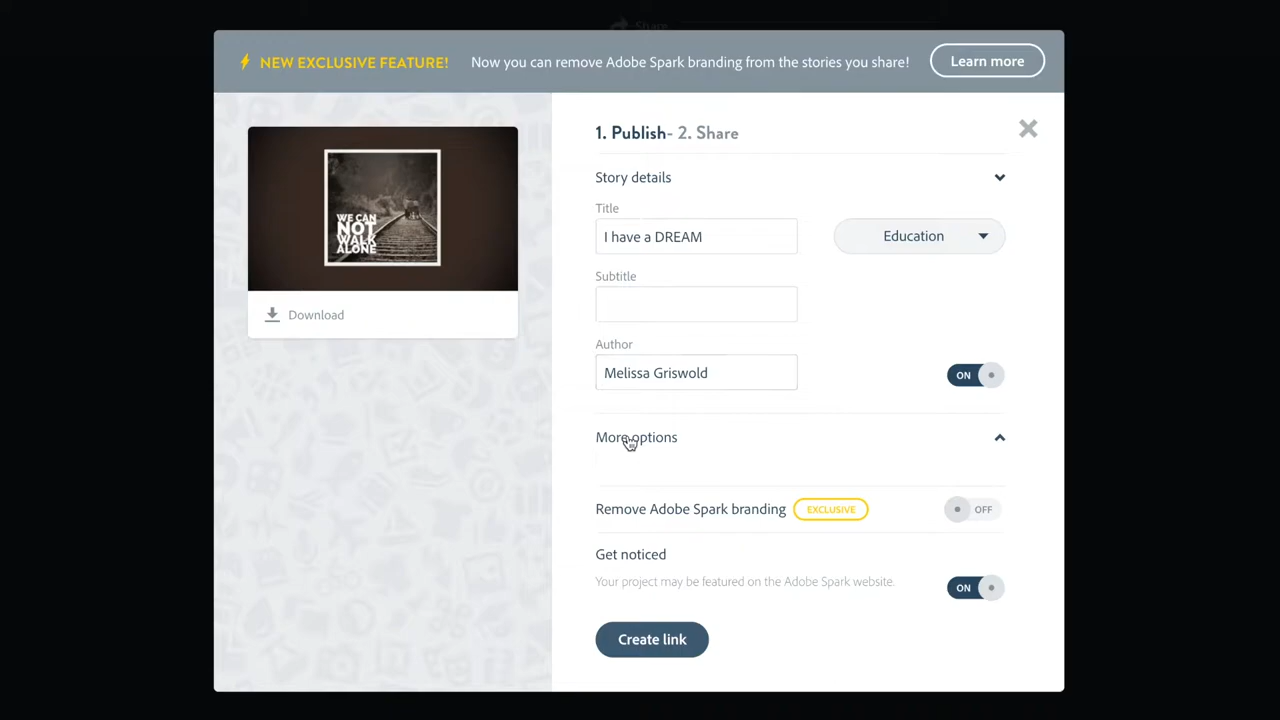 Share
NEW EXCLUSIVE FEATURE! Now you can remove Adobe Spark branding from the stories you share! Learn more
1. Publish- 2. Share
Story details
Title
I have a DREAM
Education
Subtitle
Author
Melissa Griswold
ON
More options
Remove Adobe Spark branding EXCLUSIVE OFF
Get noticed
Your project may be featured on the Adobe Spark website.
ON
Create link
WE CAN
NOT
WALK
ALONE
Download